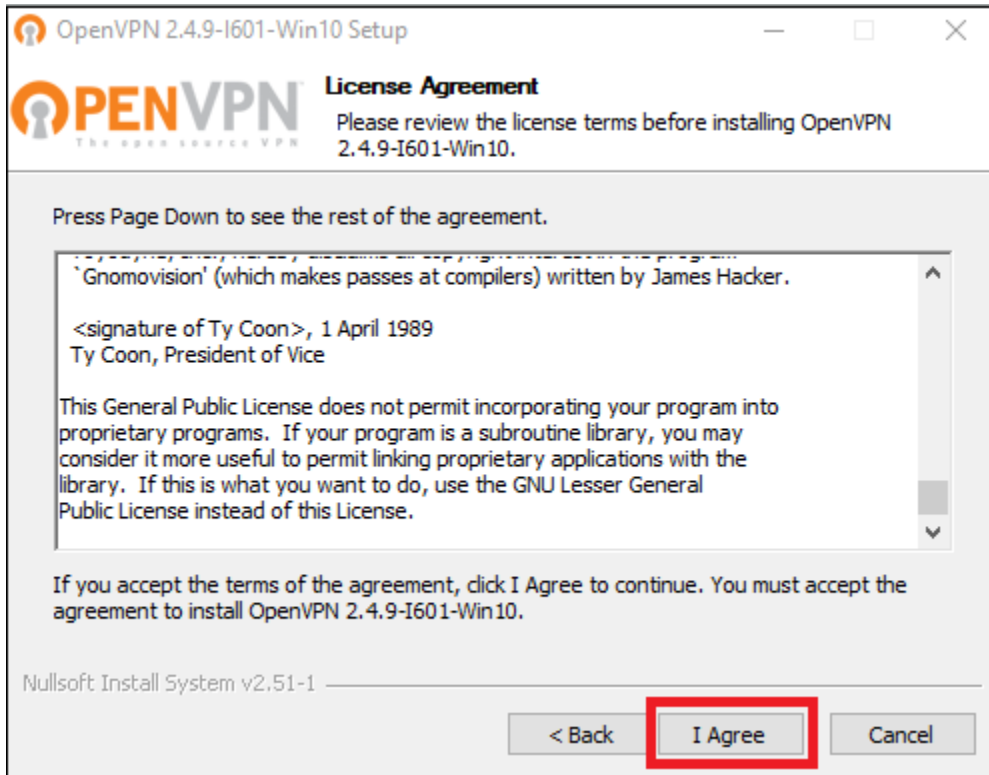 OpenVPN 2.4.9-I601-Win10 Setup
OPENVPN
The open source VPN
License Agreement
Please review the license terms before installing OpenVPN
2.4.9-I601-Win10.
Press Page Down to see the rest of the agreement.
`Gnomovision' (which makes passes at compilers) written by James Hacker.
<signature of Ty Coon>, 1 April 1989
Ty Coon, President of Vice
This General Public License does not permit incorporating your program into
proprietary programs.  If your program is a subroutine library, you may
consider it more useful to permit linking proprietary applications with the
library.  If this is what you want to do, use the GNU Lesser General
Public License instead of this License.
If you accept the terms of the agreement, click I Agree to continue. You must accept the
agreement to install OpenVPN 2.4.9-I601-Win10.
Nullsoft Install System v2.51-1
< Back
I Agree
Cancel